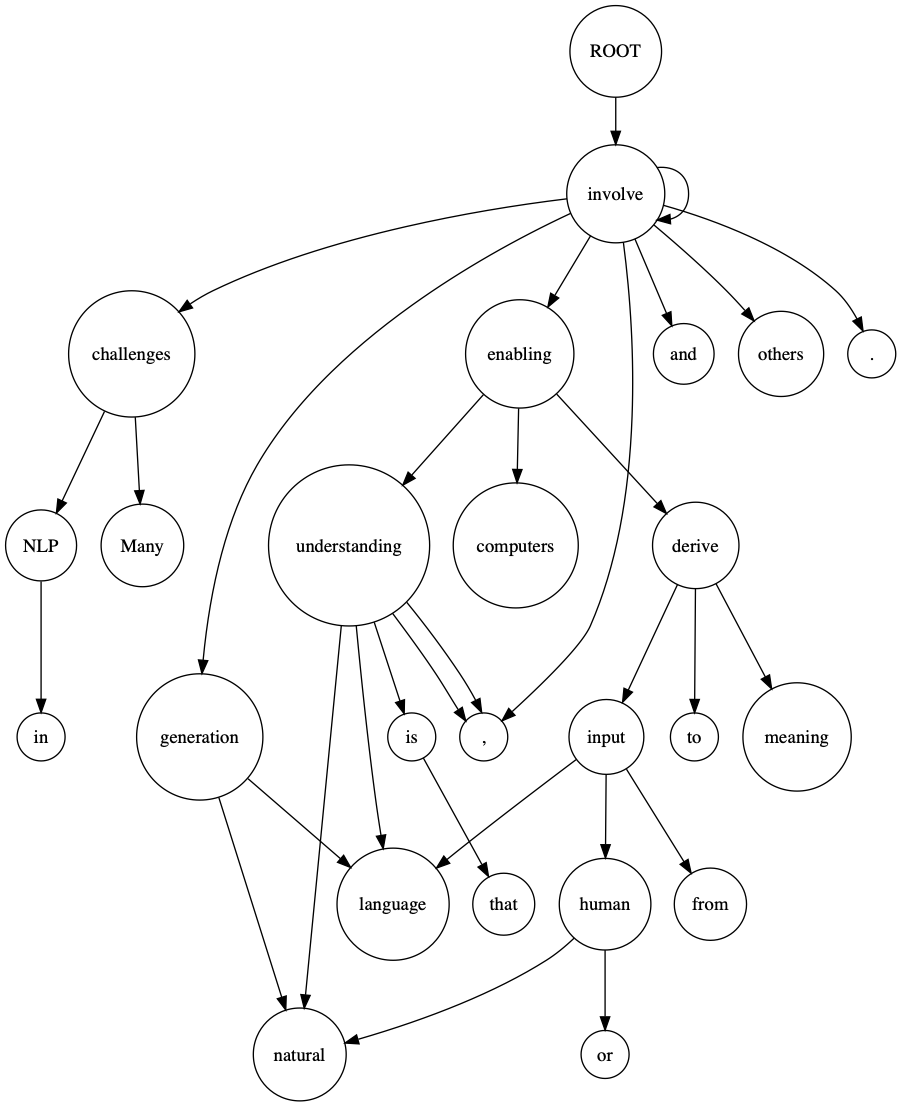 ROOT
involve
challenges
enabling
and
others
.
NLP
Many
understanding
computers
derive
in
generation
is
,
input
to
meaning
language
that
human
from
natural
or